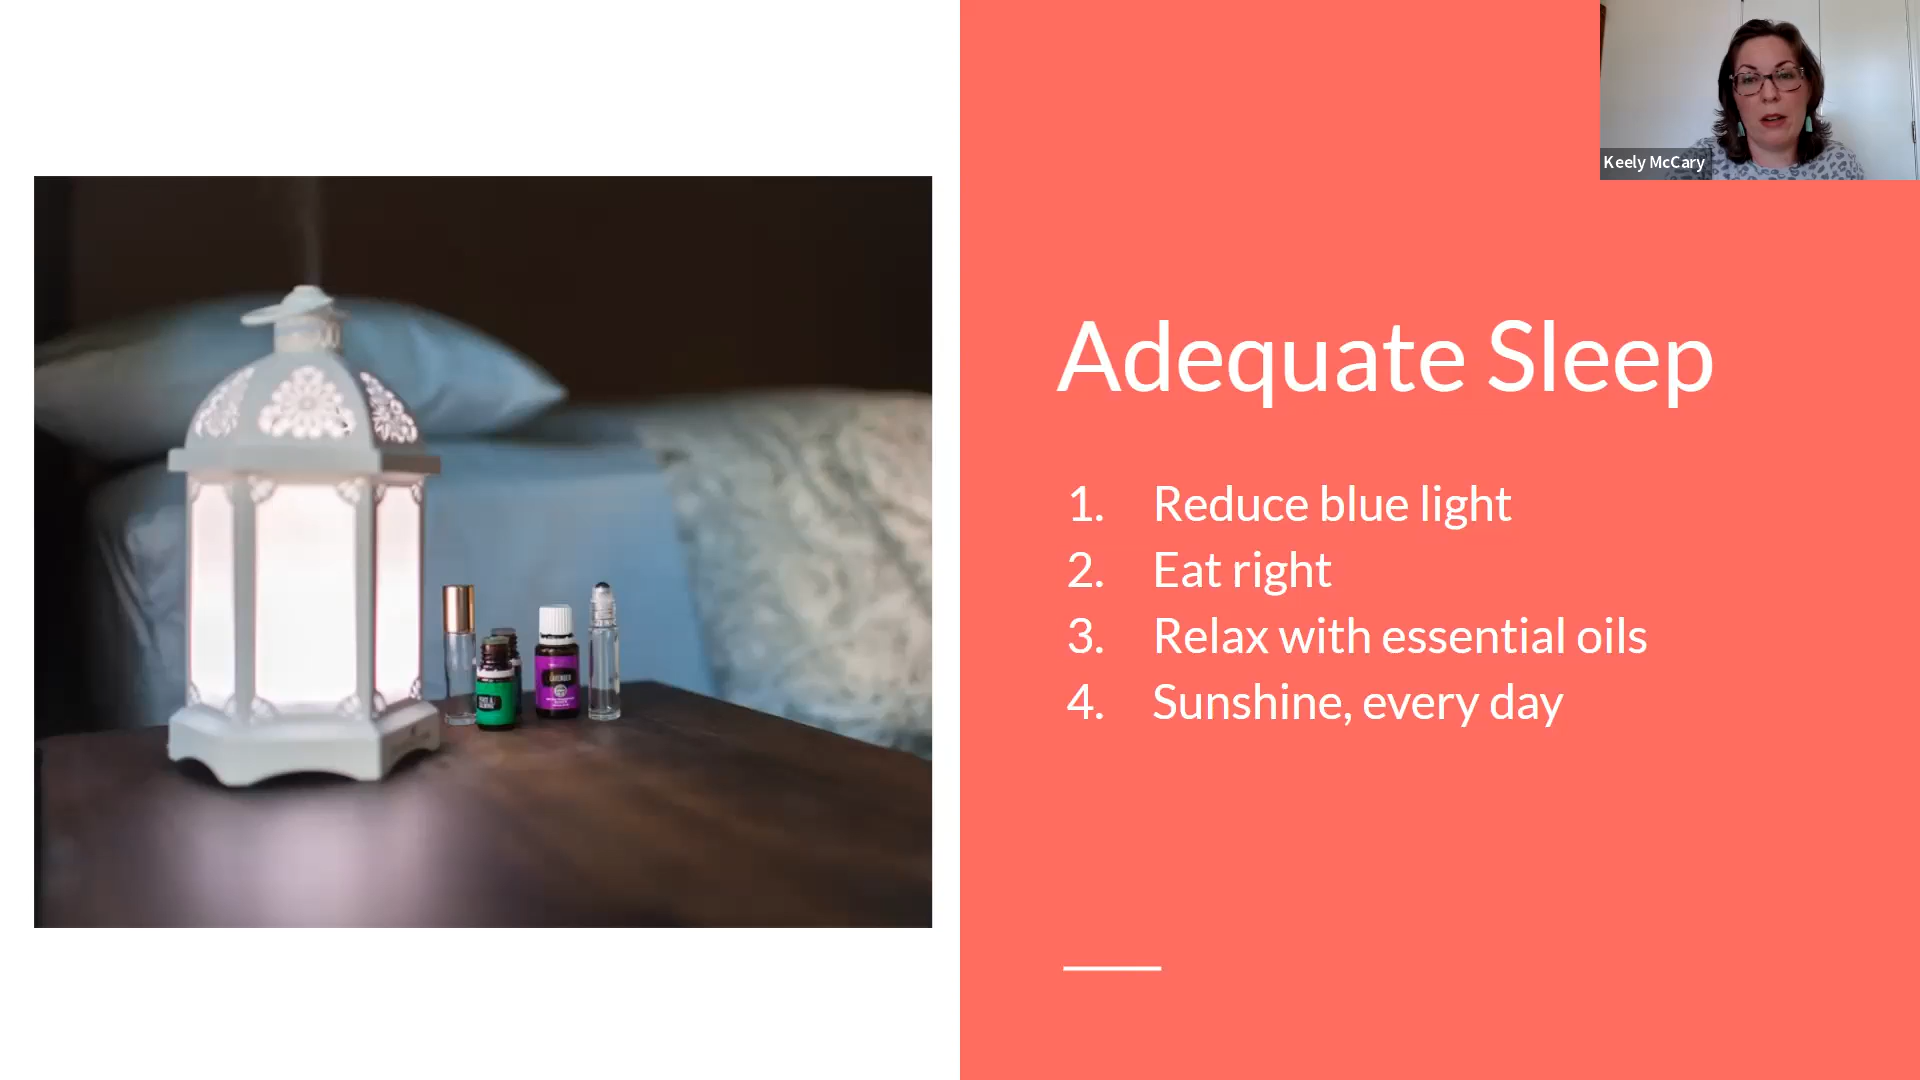 Keely McCary
Adequate Sleep
1. Reduce blue light
2. Eat right
3. Relax with essential oils
4. Sunshine, every day
LAVENDER